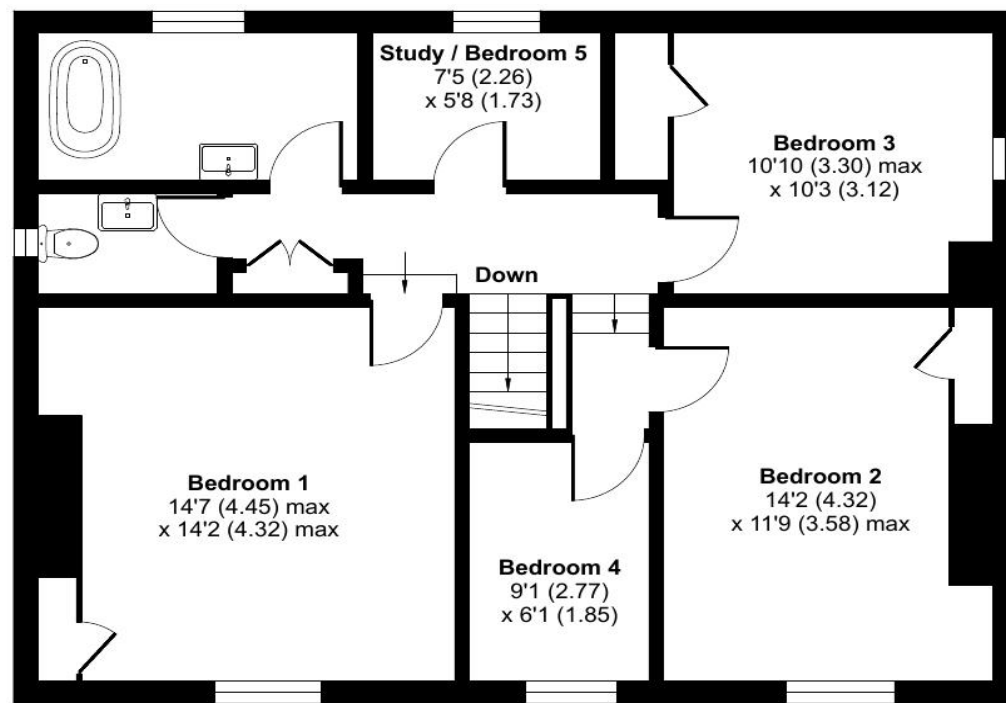 Study / Bedroom 5
7'5 (2.26)
x 5'8 (1.73)
Bedroom 3
10'10 (3.30) max
x 10'3 (3.12)
Down
Bedroom 1
14'7 (4.45) max
x 14'2 (4.32) max
Bedroom 4
9'1 (2.77)
x 6'1 (1.85)
Bedroom 2
14'2 (4.32)
x 11'9 (3.58) max